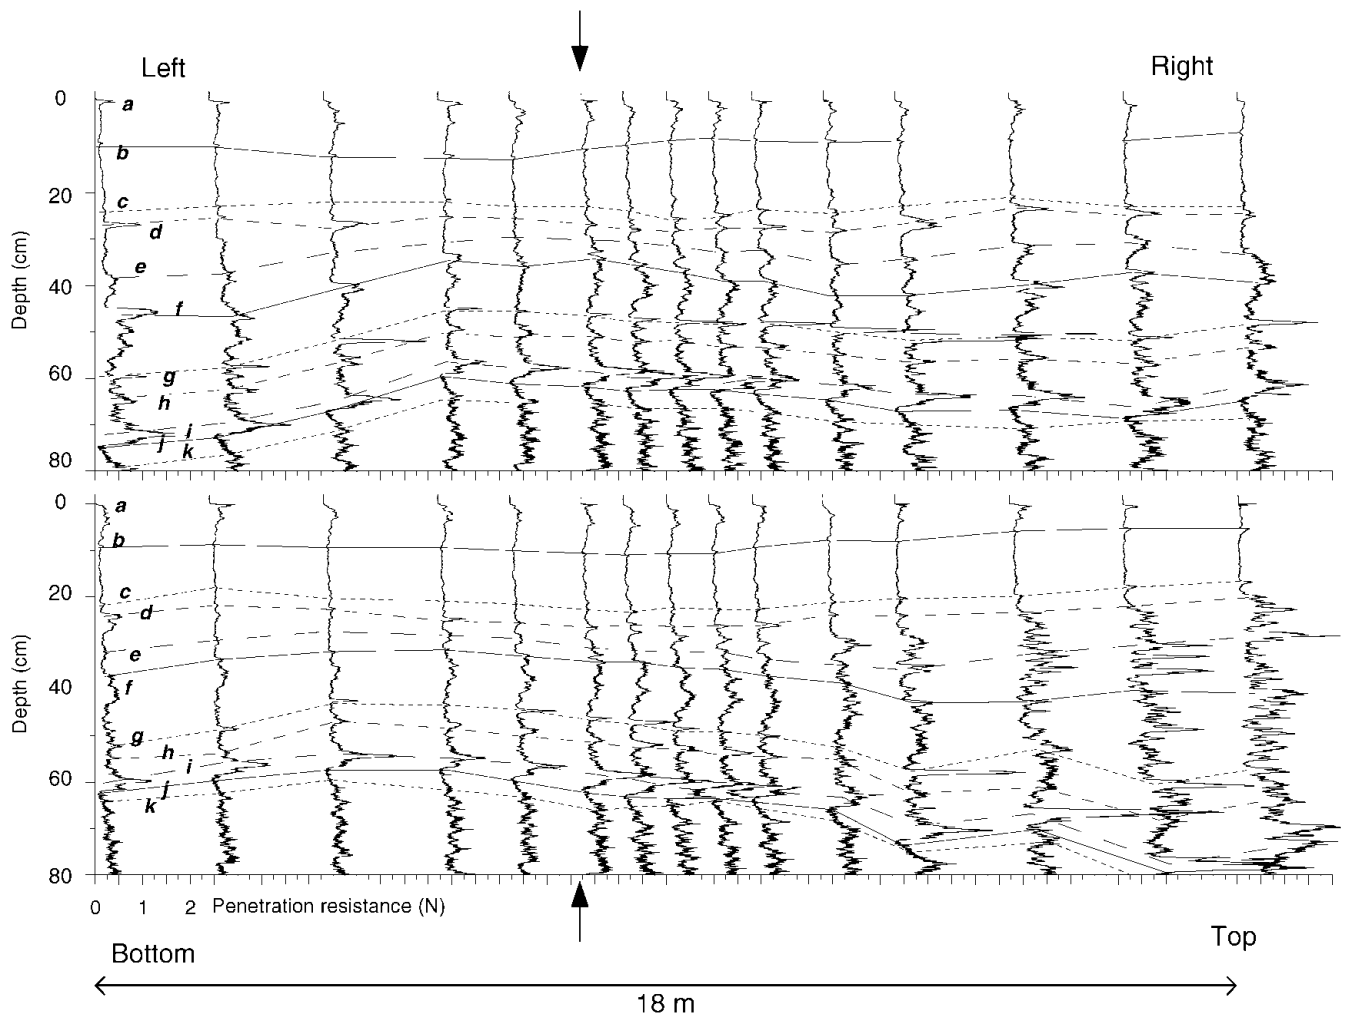 Left
Right
0
a
b
20
c
d
e
40
f
60
g
h
i
j
k
80
Depth (cm)
0
a
b
20
c
d
e
40
f
g
h
i
60
j
k
80
Depth (cm)
0 1 2 Penetration resistance (N)
Bottom
Top
18 m